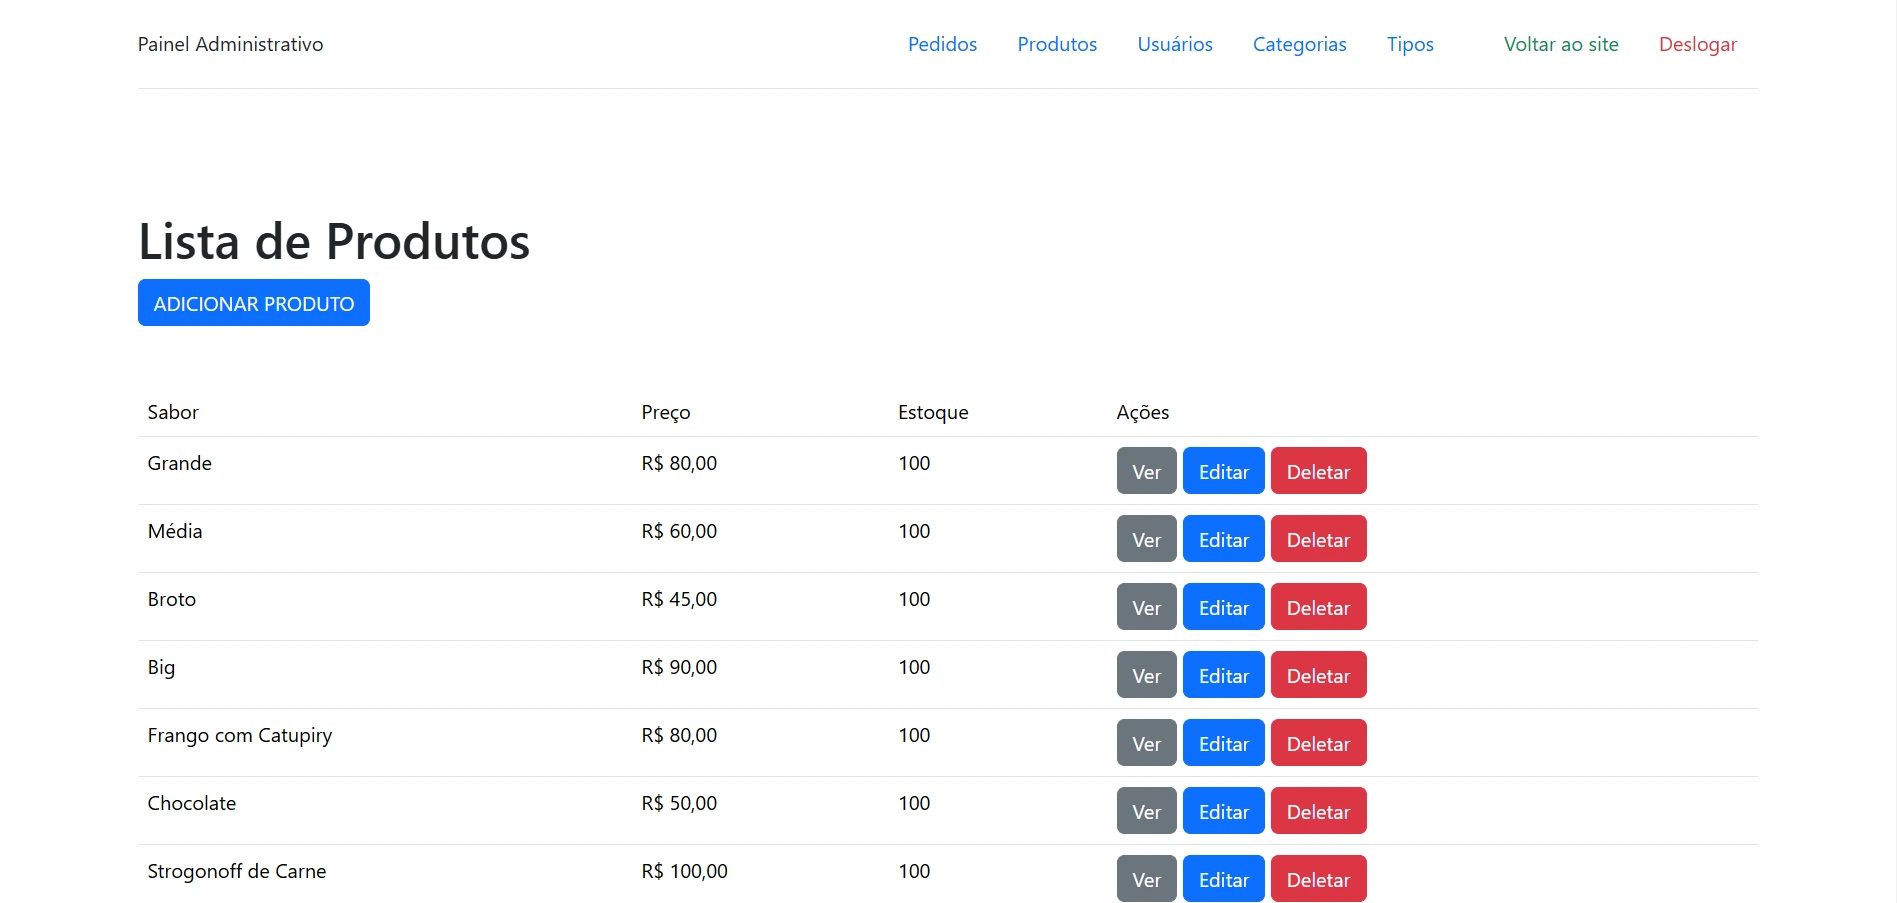 Painel Administrativo Pedidos Produtos Usuários Categorias Tipos Voltar ao site Deslogar
Lista de Produtos
ADICIONAR PRODUTO
Sabor Preço Estoque Ações
Grande R$ 80,00 100 Ver Editar Deletar
Média R$ 60,00 100 Ver Editar Deletar
Broto R$ 45,00 100 Ver Editar Deletar
Big R$ 90,00 100 Ver Editar Deletar
Frango com Catupiry R$ 80,00 100 Ver Editar Deletar
Chocolate R$ 50,00 100 Ver Editar Deletar
Strogonoff de Carne R$ 100,00 100 Ver Editar Deletar